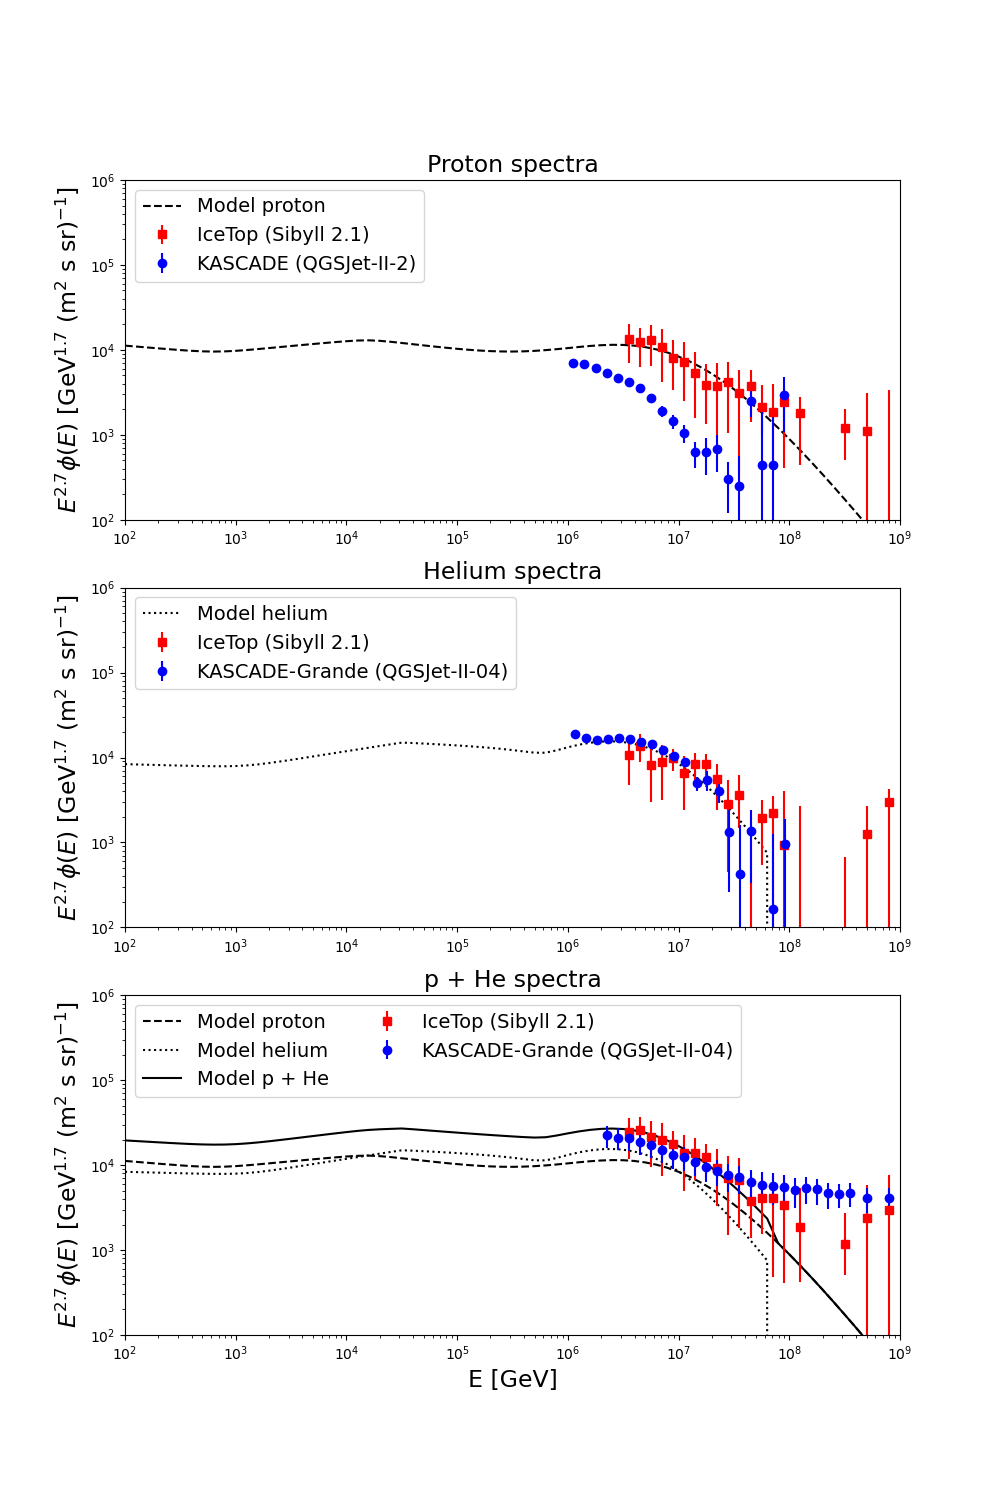 Proton spectra
E^2.7 ϕ(E) [GeV^1.7 (m^2 s sr)^−1]
10^6
10^5
10^4
10^3
10^2
Model proton
IceTop (Sibyll 2.1)
KASCADE (QGSJet-II-2)
10^2 10^3 10^4 10^5 10^6 10^7 10^8 10^9
Helium spectra
E^2.7 ϕ(E) [GeV^1.7 (m^2 s sr)^−1]
10^6
10^5
10^4
10^3
10^2
Model helium
IceTop (Sibyll 2.1)
KASCADE-Grande (QGSJet-II-04)
10^2 10^3 10^4 10^5 10^6 10^7 10^8 10^9
p + He spectra
E^2.7 ϕ(E) [GeV^1.7 (m^2 s sr)^−1]
10^6
10^5
10^4
10^3
10^2
Model proton
Model helium
Model p + He
IceTop (Sibyll 2.1)
KASCADE-Grande (QGSJet-II-04)
10^2 10^3 10^4 10^5 10^6 10^7 10^8 10^9
E [GeV]